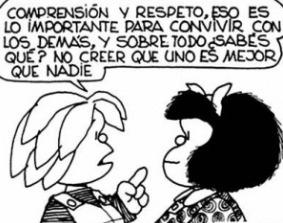 COMPRENSIÓN Y RESPETO, ESO ES
LO IMPORTANTE PARA CONVIVIR CON
LOS DEMÁS, Y SOBRE TODO ¿SABÉS
QUÉ? NO CREER QUE UNO ES MEJOR
QUE NADIE